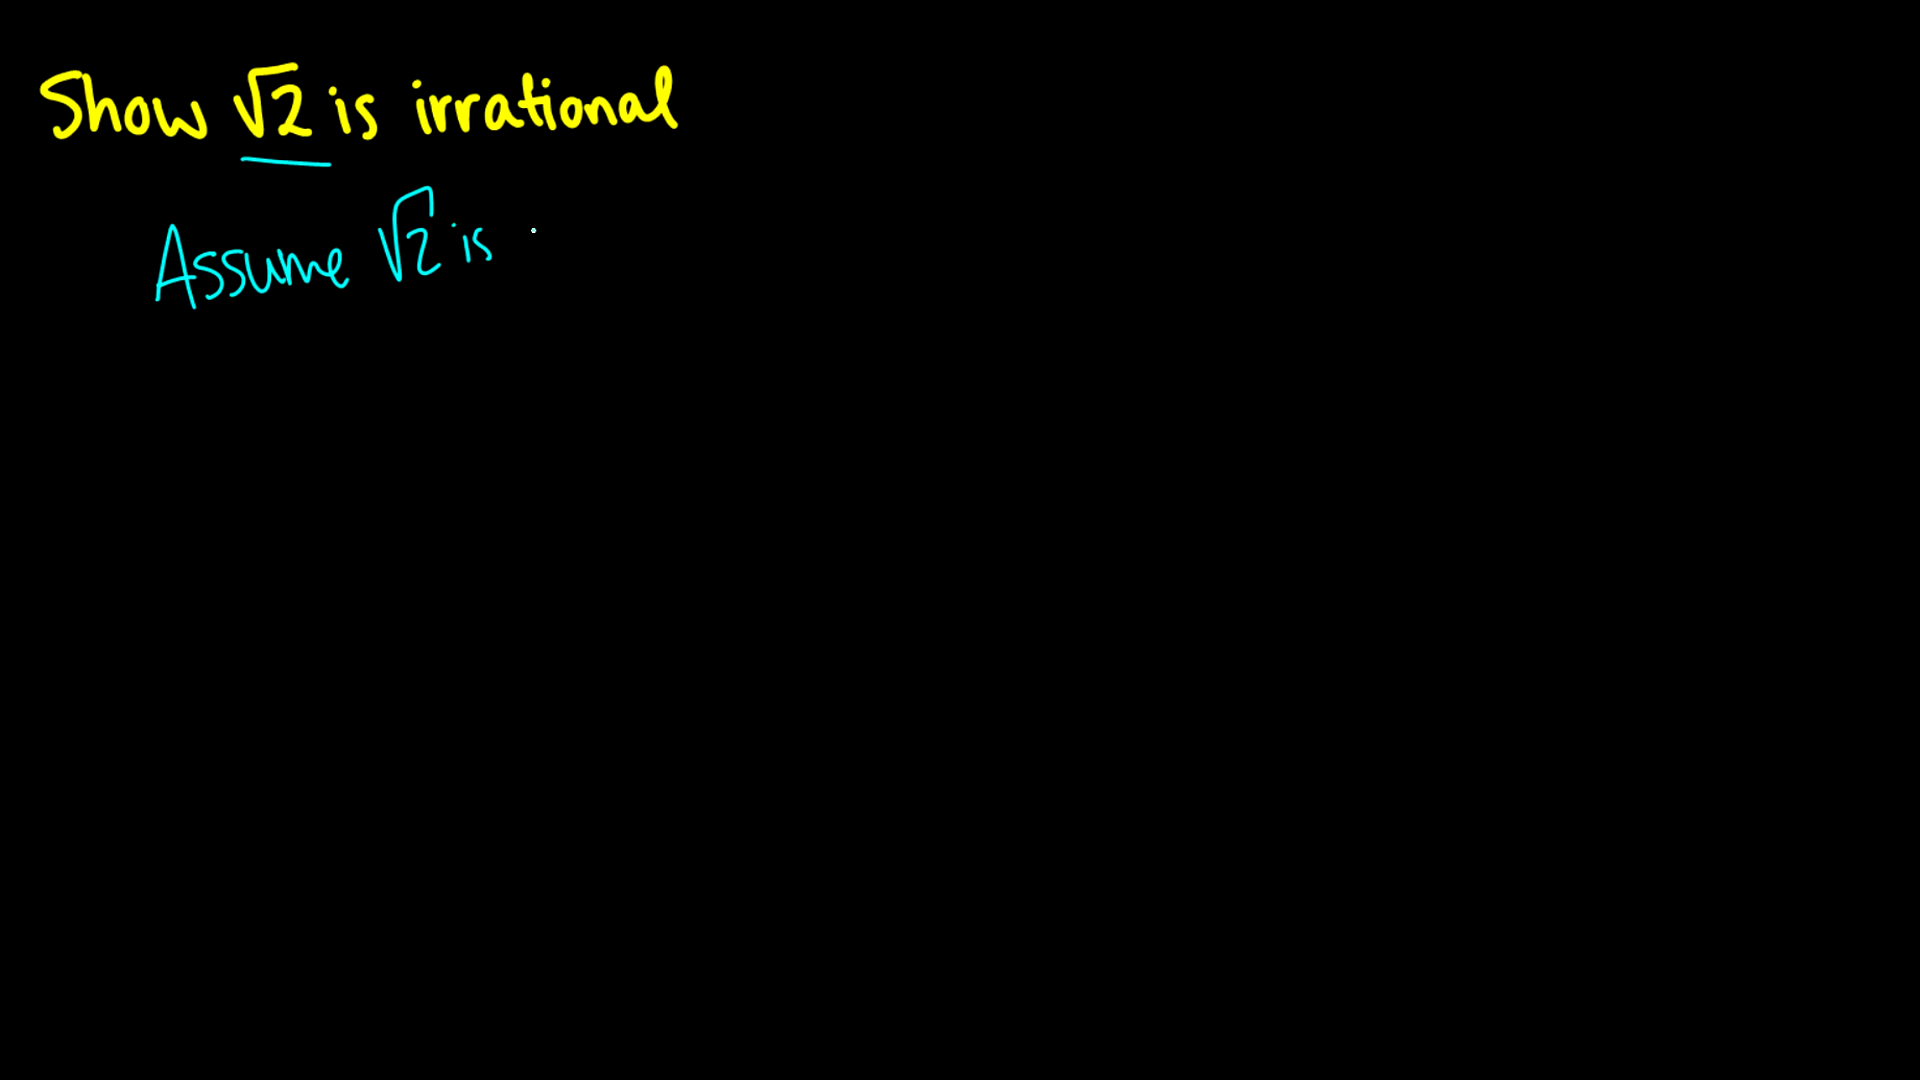 Show √2 is irrational
Assume √2 is